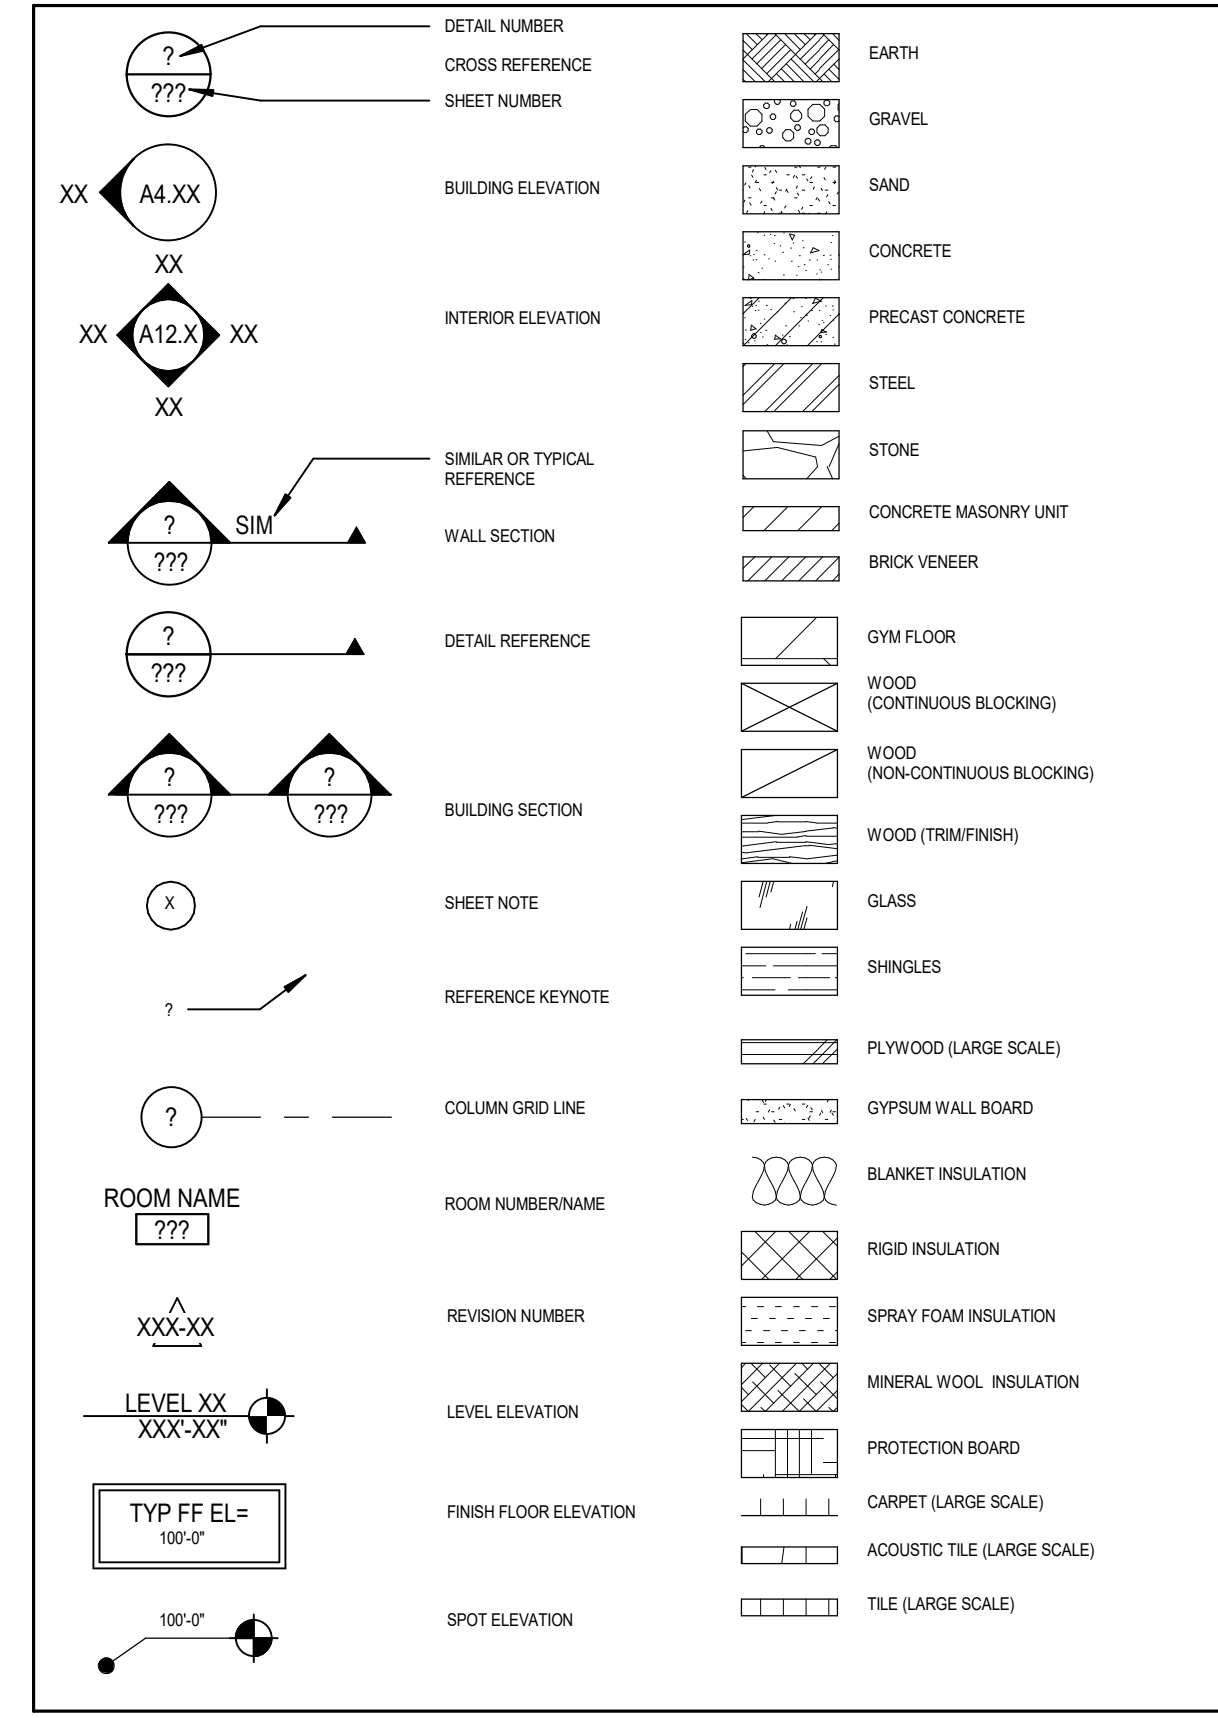 ?
???
DETAIL NUMBER
CROSS REFERENCE
SHEET NUMBER
XX
A4.XX
BUILDING ELEVATION
XX
XX
A12.X
XX
XX
INTERIOR ELEVATION
SIMILAR OR TYPICAL
REFERENCE
?
SIM
???
WALL SECTION
?
???
DETAIL REFERENCE
?
???
?
???
BUILDING SECTION
X
SHEET NOTE
?
REFERENCE KEYNOTE
?
COLUMN GRID LINE
ROOM NAME
???
ROOM NUMBER/NAME
XXX-XX
REVISION NUMBER
LEVEL XX
XXX'-XX"
LEVEL ELEVATION
TYP FF EL=
100'-0"
FINISH FLOOR ELEVATION
100'-0"
SPOT ELEVATION
EARTH
GRAVEL
SAND
CONCRETE
PRECAST CONCRETE
STEEL
STONE
CONCRETE MASONRY UNIT
BRICK VENEER
GYM FLOOR
WOOD
(CONTINUOUS BLOCKING)
WOOD
(NON-CONTINUOUS BLOCKING)
WOOD (TRIM/FINISH)
GLASS
SHINGLES
PLYWOOD (LARGE SCALE)
GYPSUM WALL BOARD
BLANKET INSULATION
RIGID INSULATION
SPRAY FOAM INSULATION
MINERAL WOOL  INSULATION
PROTECTION BOARD
CARPET (LARGE SCALE)
ACOUSTIC TILE (LARGE SCALE)
TILE (LARGE SCALE)